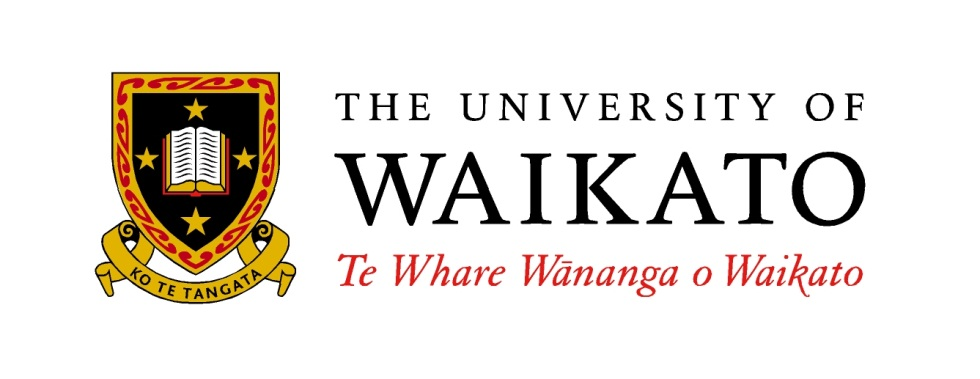 THE UNIVERSITY OF
WAIKATO
Te Whare Wānanga o Waikato
KO TE TANGATA